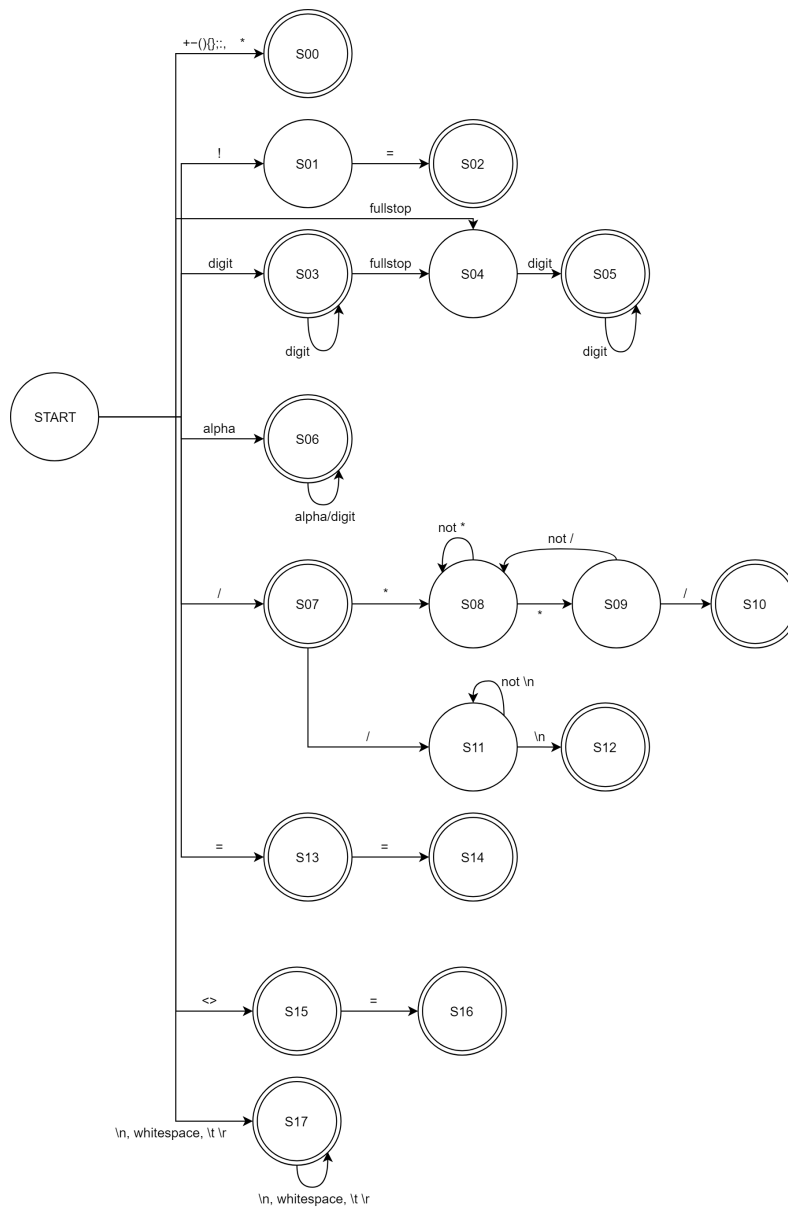 +−(){};:, *
S00
!
S01
=
S02
fullstop
digit
S03
fullstop
S04
digit
S05
digit
digit
START
alpha
S06
alpha/digit
not *
not /
/
S07
*
S08
*
S09
/
S10
not \n
/
S11
\n
S12
=
S13
=
S14
<>
S15
=
S16
\n, whitespace, \t \r
S17
\n, whitespace, \t \r